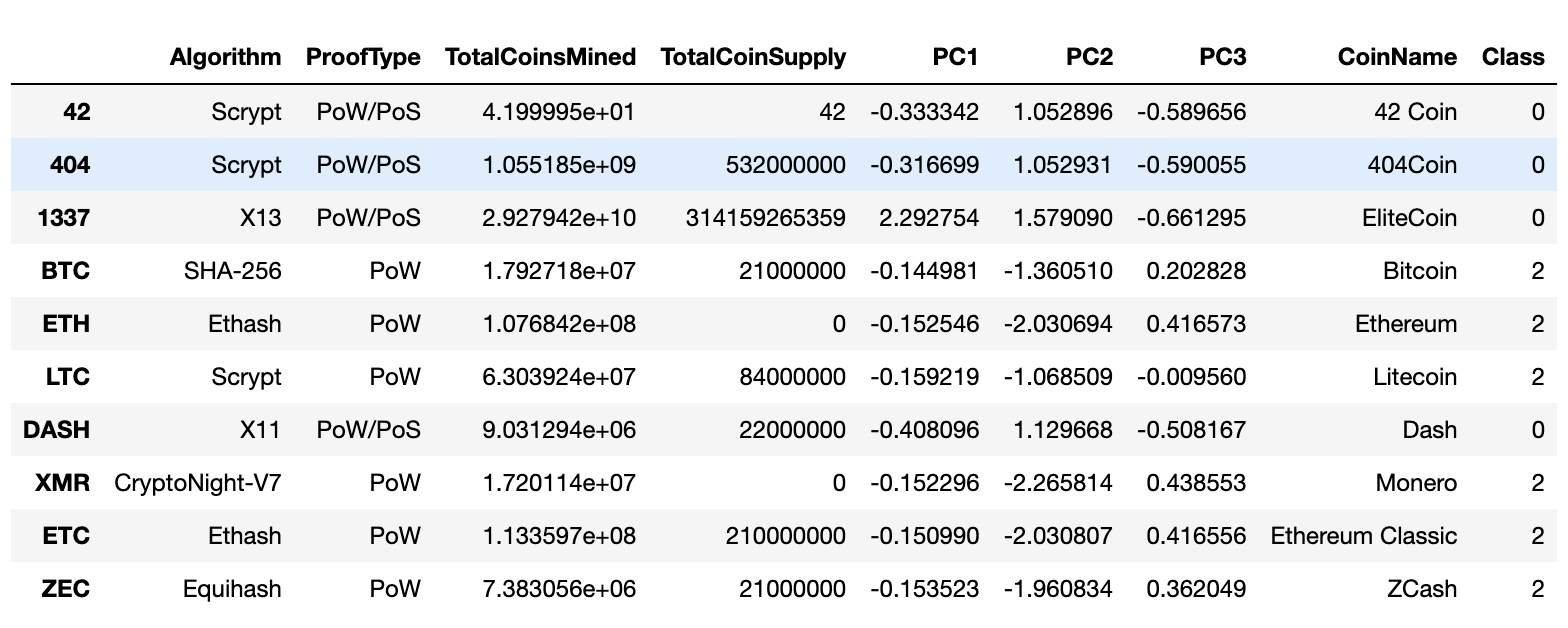 Algorithm ProofType TotalCoinsMined TotalCoinSupply PC1 PC2 PC3 CoinName Class
42 Scrypt PoW/PoS 4.199995e+01 42 -0.333342 1.052896 -0.589656 42 Coin 0
404 Scrypt PoW/PoS 1.055185e+09 532000000 -0.316699 1.052931 -0.590055 404Coin 0
1337 X13 PoW/PoS 2.927942e+10 314159265359 2.292754 1.579090 -0.661295 EliteCoin 0
BTC SHA-256 PoW 1.792718e+07 21000000 -0.144981 -1.360510 0.202828 Bitcoin 2
ETH Ethash PoW 1.076842e+08 0 -0.152546 -2.030694 0.416573 Ethereum 2
LTC Scrypt PoW 6.303924e+07 84000000 -0.159219 -1.068509 -0.009560 Litecoin 2
DASH X11 PoW/PoS 9.031294e+06 22000000 -0.408096 1.129668 -0.508167 Dash 0
XMR CryptoNight-V7 PoW 1.720114e+07 0 -0.152296 -2.265814 0.438553 Monero 2
ETC Ethash PoW 1.133597e+08 210000000 -0.150990 -2.030807 0.416556 Ethereum Classic 2
ZEC Equihash PoW 7.383056e+06 21000000 -0.153523 -1.960834 0.362049 ZCash 2